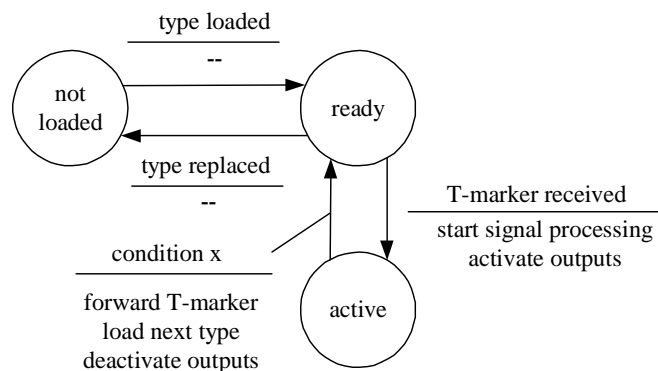 type loaded
--
not
loaded
ready
type replaced
--
T-marker received
start signal processing
activate outputs
condition x
forward T-marker
load next type
deactivate outputs
active